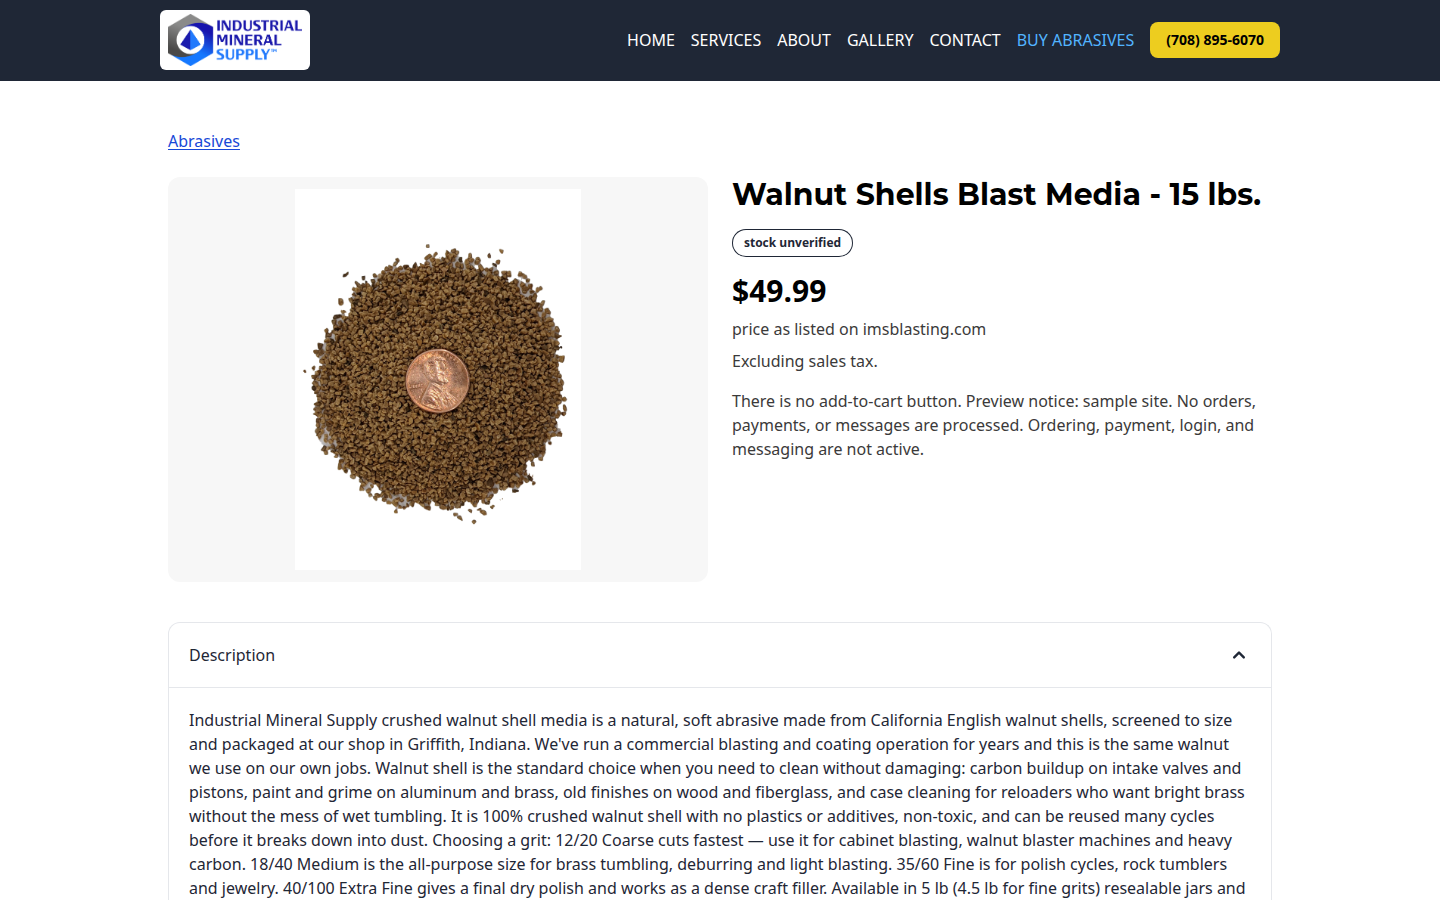 INDUSTRIAL
MINERAL
SUPPLY™
HOME SERVICES ABOUT GALLERY CONTACT BUY ABRASIVES (708) 895-6070
Abrasives
Walnut Shells Blast Media - 15 lbs.
stock unverified
$49.99
price as listed on imsblasting.com
Excluding sales tax.
There is no add-to-cart button. Preview notice: sample site. No orders,
payments, or messages are processed. Ordering, payment, login, and
messaging are not active.
Description
Industrial Mineral Supply crushed walnut shell media is a natural, soft abrasive made from California English walnut shells, screened to size
and packaged at our shop in Griffith, Indiana. We've run a commercial blasting and coating operation for years and this is the same walnut
we use on our own jobs. Walnut shell is the standard choice when you need to clean without damaging: carbon buildup on intake valves and
pistons, paint and grime on aluminum and brass, old finishes on wood and fiberglass, and case cleaning for reloaders who want bright brass
without the mess of wet tumbling. It is 100% crushed walnut shell with no plastics or additives, non-toxic, and can be reused many cycles
before it breaks down into dust. Choosing a grit: 12/20 Coarse cuts fastest — use it for cabinet blasting, walnut blaster machines and heavy
carbon. 18/40 Medium is the all-purpose size for brass tumbling, deburring and light blasting. 35/60 Fine is for polish cycles, rock tumblers
and jewelry. 40/100 Extra Fine gives a final dry polish and works as a dense craft filler. Available in 5 lb (4.5 lb for fine grits) resealable jars and